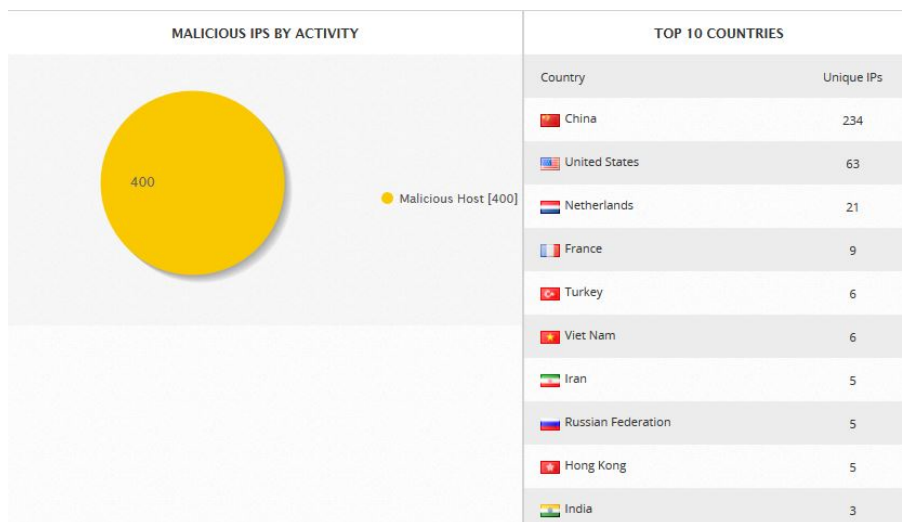 MALICIOUS IPS BY ACTIVITY
400
Malicious Host [400]
TOP 10 COUNTRIES
Country Unique IPs
China 234
United States 63
Netherlands 21
France 9
Turkey 6
Viet Nam 6
Iran 5
Russian Federation 5
Hong Kong 5
India 3